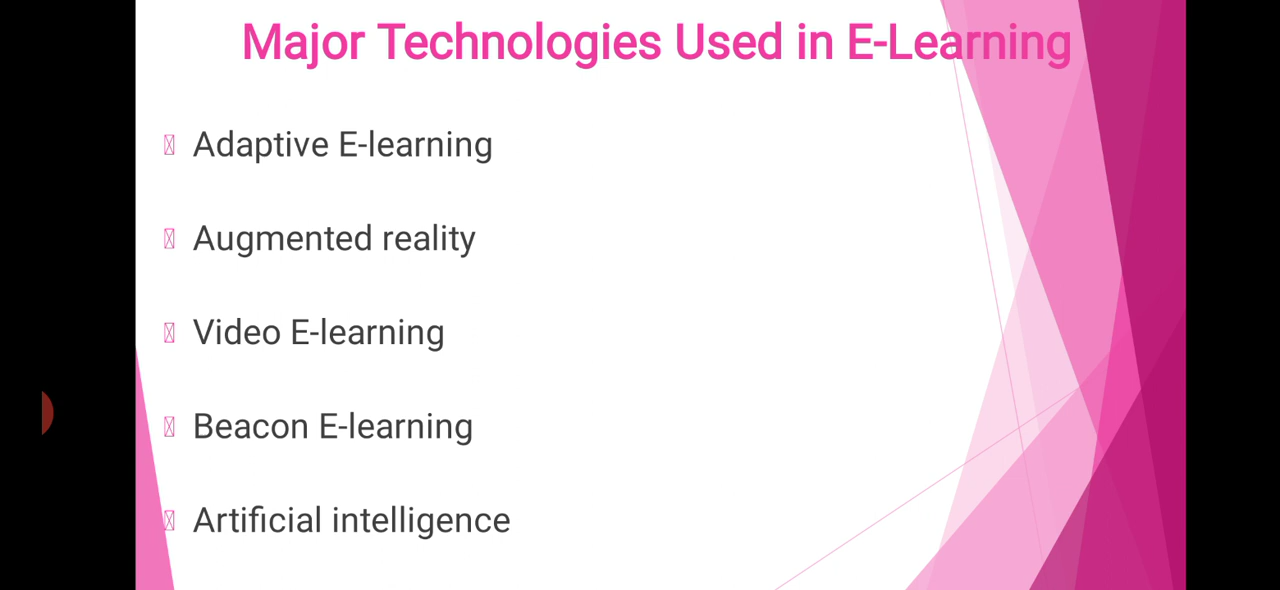 Major Technologies Used in E-Learning
Adaptive E-learning
Augmented reality
Video E-learning
Beacon E-learning
Artificial intelligence